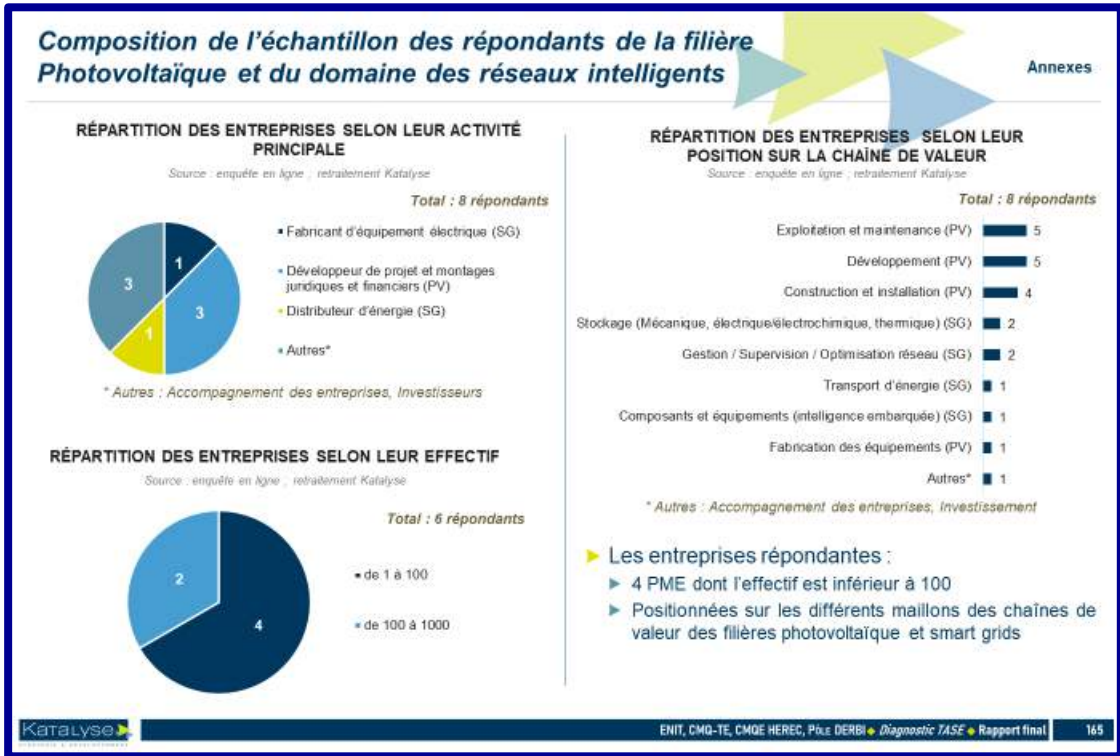 Composition de l'échantillon des répondants de la filière
Photovoltaïque et du domaine des réseaux intelligents
Annexes
RÉPARTITION DES ENTREPRISES SELON LEUR ACTIVITÉ
PRINCIPALE
Source : enquête en ligne ; retraitement Katalyse
Total : 8 répondants
1
3
1
3
Fabricant d'équipement électrique (SG)
Développeur de projet et montages
juridiques et financiers (PV)
Distributeur d'énergie (SG)
Autres*
* Autres : Accompagnement des entreprises, Investisseurs
RÉPARTITION DES ENTREPRISES SELON LEUR EFFECTIF
Source : enquête en ligne ; retraitement Katalyse
Total : 6 répondants
2
4
de 1 à 100
de 100 à 1000
RÉPARTITION DES ENTREPRISES SELON LEUR
POSITION SUR LA CHAÎNE DE VALEUR
Source : enquête en ligne ; retraitement Katalyse
Total : 8 répondants
Exploitation et maintenance (PV) 5
Développement (PV) 5
Construction et installation (PV) 4
Stockage (Mécanique, électrique/électrochimique, thermique) (SG) 2
Gestion / Supervision / Optimisation réseau (SG) 2
Transport d'énergie (SG) 1
Composants et équipements (intelligence embarquée) (SG) 1
Fabrication des équipements (PV) 1
Autres* 1
* Autres : Accompagnement des entreprises, Investissement
Les entreprises répondantes :
4 PME dont l'effectif est inférieur à 100
Positionnées sur les différents maillons des chaînes de
valeur des filières photovoltaïque et smart grids
KATALYSE
ENIT, CMQ-TE, CMQE HEREC, PÔLE DERBI ◆ Diagnostic TASE ◆ Rapport final 165